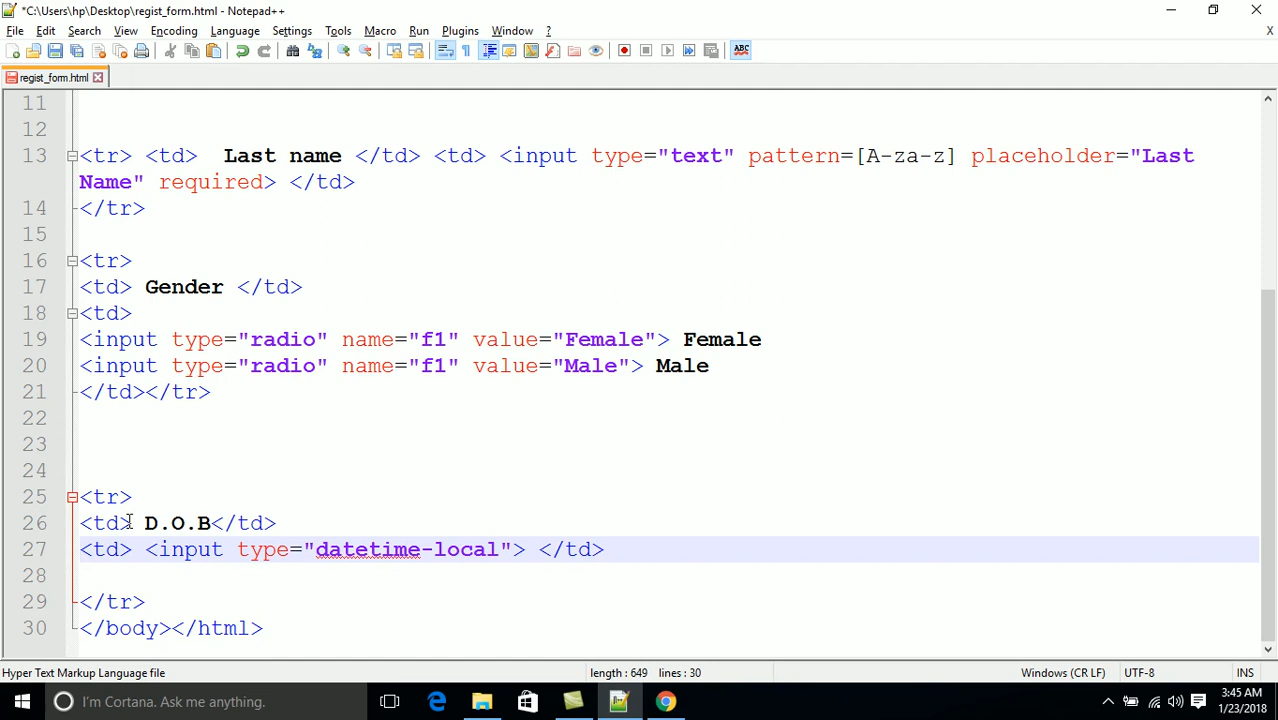 *C:\Users\hp\Desktop\regist_form.html - Notepad++
File Edit Search View Encoding Language Settings Tools Macro Run Plugins Window ?
X
ABC
regist_form.html
11
12
13 <tr> <td>  Last name </td> <td> <input type="text" pattern=[A-za-z] placeholder="Last
Name" required> </td>
14 </tr>
15
16 <tr>
17 <td> Gender </td>
18 <td>
19 <input type="radio" name="f1" value="Female"> Female
20 <input type="radio" name="f1" value="Male"> Male
21 </td></tr>
22
23
24
25 <tr>
26 <td> D.O.B</td>
27 <td> <input type="datetime-local"> </td>
28
29 </tr>
30 </body></html>
Hyper Text Markup Language file length : 649 lines : 30 Windows (CR LF) UTF-8 INS
I'm Cortana. Ask me anything.
3:45 AM
1/23/2018